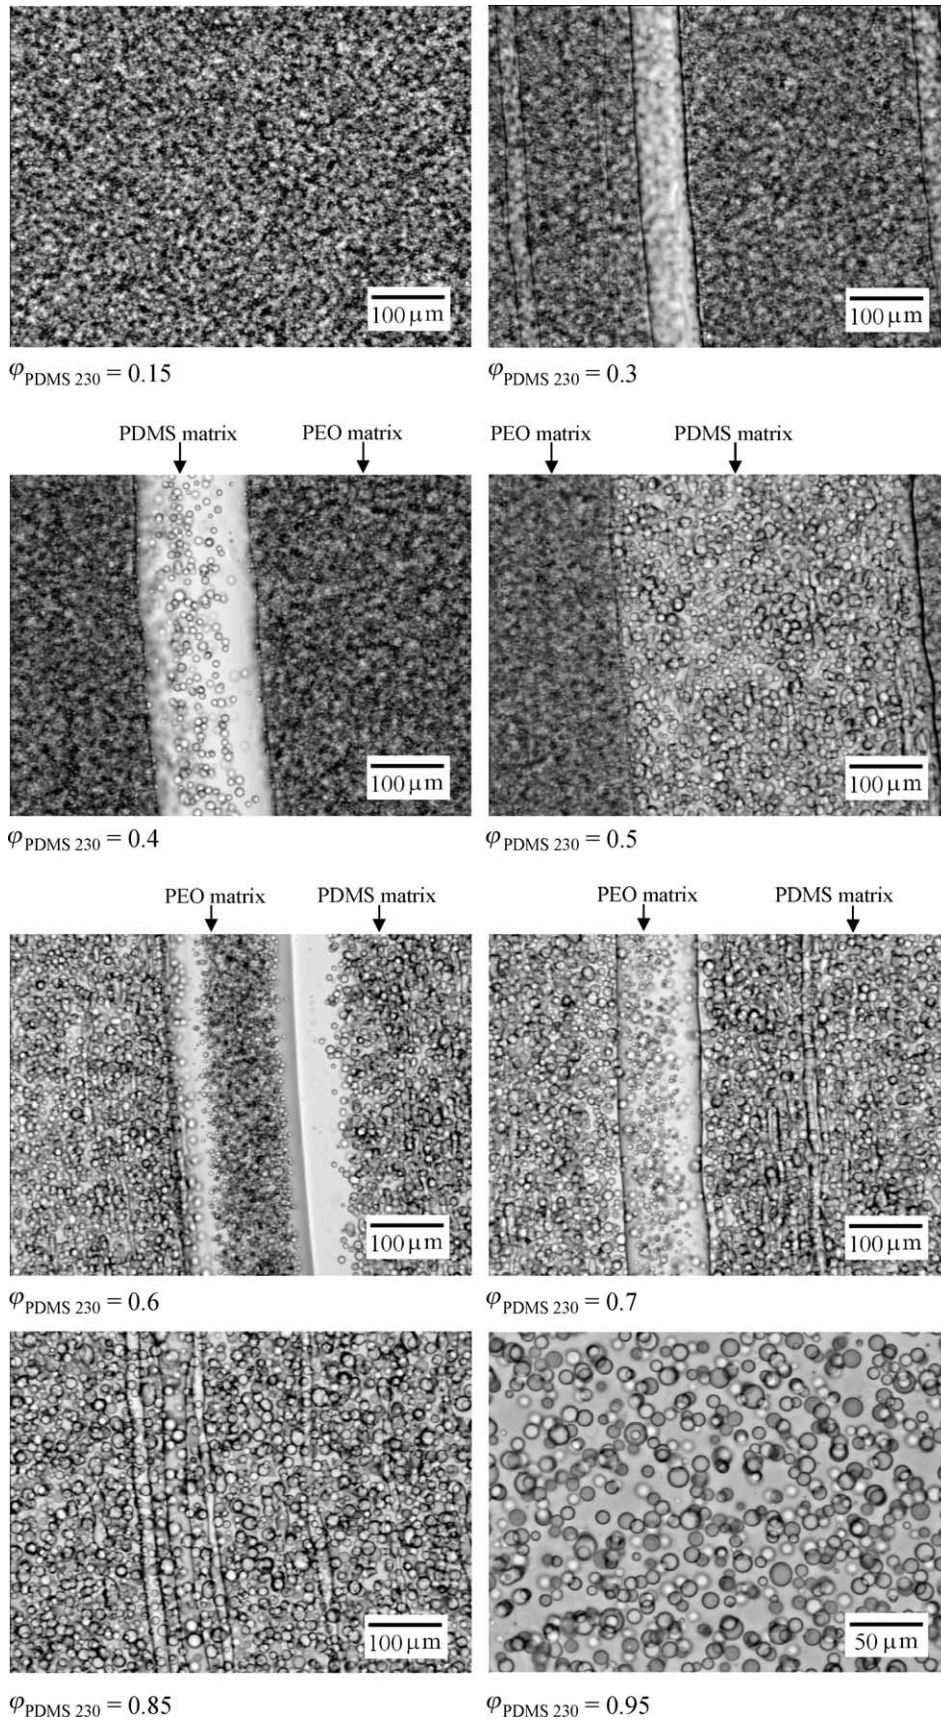 100 μm
100 μm
φPDMS 230 = 0.15
φPDMS 230 = 0.3
PDMS matrix
PEO matrix
PEO matrix
PDMS matrix
100 μm
100 μm
φPDMS 230 = 0.4
φPDMS 230 = 0.5
PEO matrix
PDMS matrix
PEO matrix
PDMS matrix
100 μm
100 μm
φPDMS 230 = 0.6
φPDMS 230 = 0.7
100 μm
50 μm
φPDMS 230 = 0.85
φPDMS 230 = 0.95